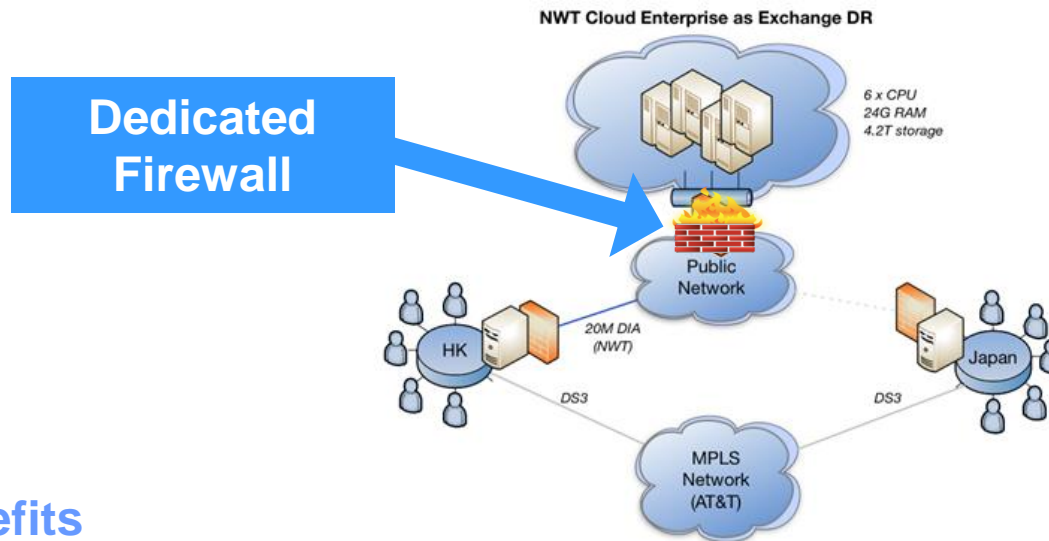 NWT Cloud Enterprise as Exchange DR
Dedicated
Firewall
6 x CPU
24G RAM
4.2T storage
Public
Network
20M DIA
(NWT)
HK
Japan
DS3
DS3
MPLS
Network
(AT&T)
efits